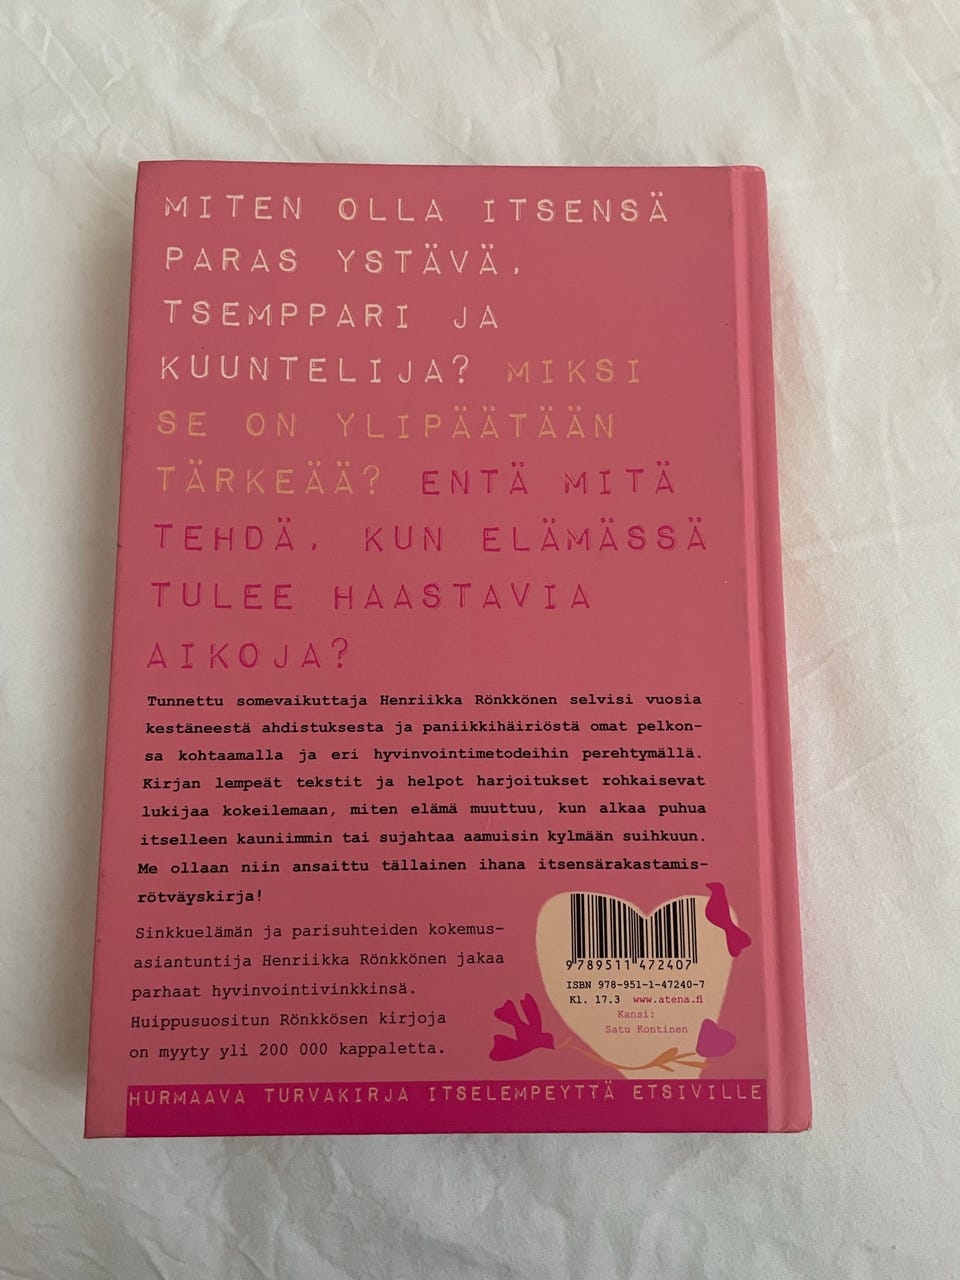 MITEN OLLA ITSENSÄ
PARAS YSTÄVÄ,
TSEMPPARI JA
KUUNTELIJA? MIKSI
SE ON YLIPÄÄTÄÄN
TÄRKEÄÄ? ENTÄ MITÄ
TEHDÄ, KUN ELÄMÄSSÄ
TULEE HAASTAVIA
AIKOJA?
Tunnettu somevaikuttaja Henriikka Rönkkönen selvisi vuosia
kestäneestä ahdistuksesta ja paniikkihäiriöstä omat pelkon-
sa kohtaamalla ja eri hyvinvointimetodeihin perehtymällä.
Kirjan lempeät tekstit ja helpot harjoitukset rohkaisevat
lukijaa kokeilemaan, miten elämä muuttuu, kun alkaa puhua
itselleen kauniimmin tai sujahtaa aamuisin kylmään suihkuun.
Me ollaan niin ansaittu tällainen ihana itsensärakastamis-
rötväyskirja!
Sinkkuelämän ja parisuhteiden kokemus-
asiantuntija Henriikka Rönkkönen jakaa
parhaat hyvinvointivinkkinsä.
Huippusuositun Rönkkösen kirjoja
on myyty yli 200 000 kappaletta.
9 789511 472407
ISBN 978-951-1-47240-7
Kl. 17.3 www.atena.fi
Kansi:
Satu Kontinen
HURMAAVA TURVAKIRJA ITSELEMPEYTTÄ ETSIVILLE